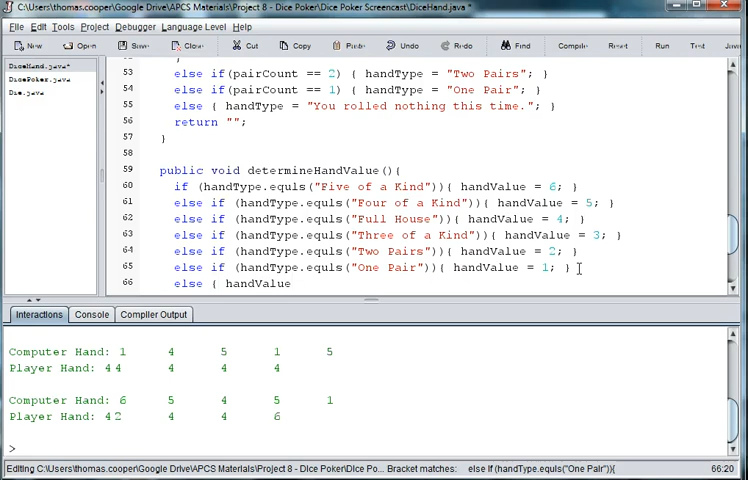 C:\Users\thomas.cooper\Google Drive\APCS Materials\Project 8 - Dice Poker\Dice Poker Screencast\DiceHand.java *
File Edit Tools Project Debugger Language Level Help
New Open Save Close Cut Copy Paste Undo Redo Find Compile Reset Run Test Java
DiceHand.java*
DicePoker.java
Die.java
53 else if(pairCount == 2) { handType = "Two Pairs"; }
54 else if(pairCount == 1) { handType = "One Pair"; }
55 else { handType = "You rolled nothing this time."; }
56 return "";
57 }
58
59 public void determineHandValue(){
60 if (handType.equls("Five of a Kind")){ handValue = 6; }
61 else if (handType.equls("Four of a Kind")){ handValue = 5; }
62 else if (handType.equls("Full House")){ handValue = 4; }
63 else if (handType.equls("Three of a Kind")){ handValue = 3; }
64 else if (handType.equls("Two Pairs")){ handValue = 2; }
65 else if (handType.equls("One Pair")){ handValue = 1; }
66 else { handValue
Interactions Console Compiler Output
Computer Hand: 1 4 5 1 5
Player Hand: 4 4 4 4 4
Computer Hand: 6 5 4 5 1
Player Hand: 4 2 4 4 6
>
Editing C:\Users\thomas.cooper\Google Drive\APCS Materials\Project 8 - Dice Poker\Dice Po... Bracket matches: else if (handType.equls("One Pair")){ 66:20